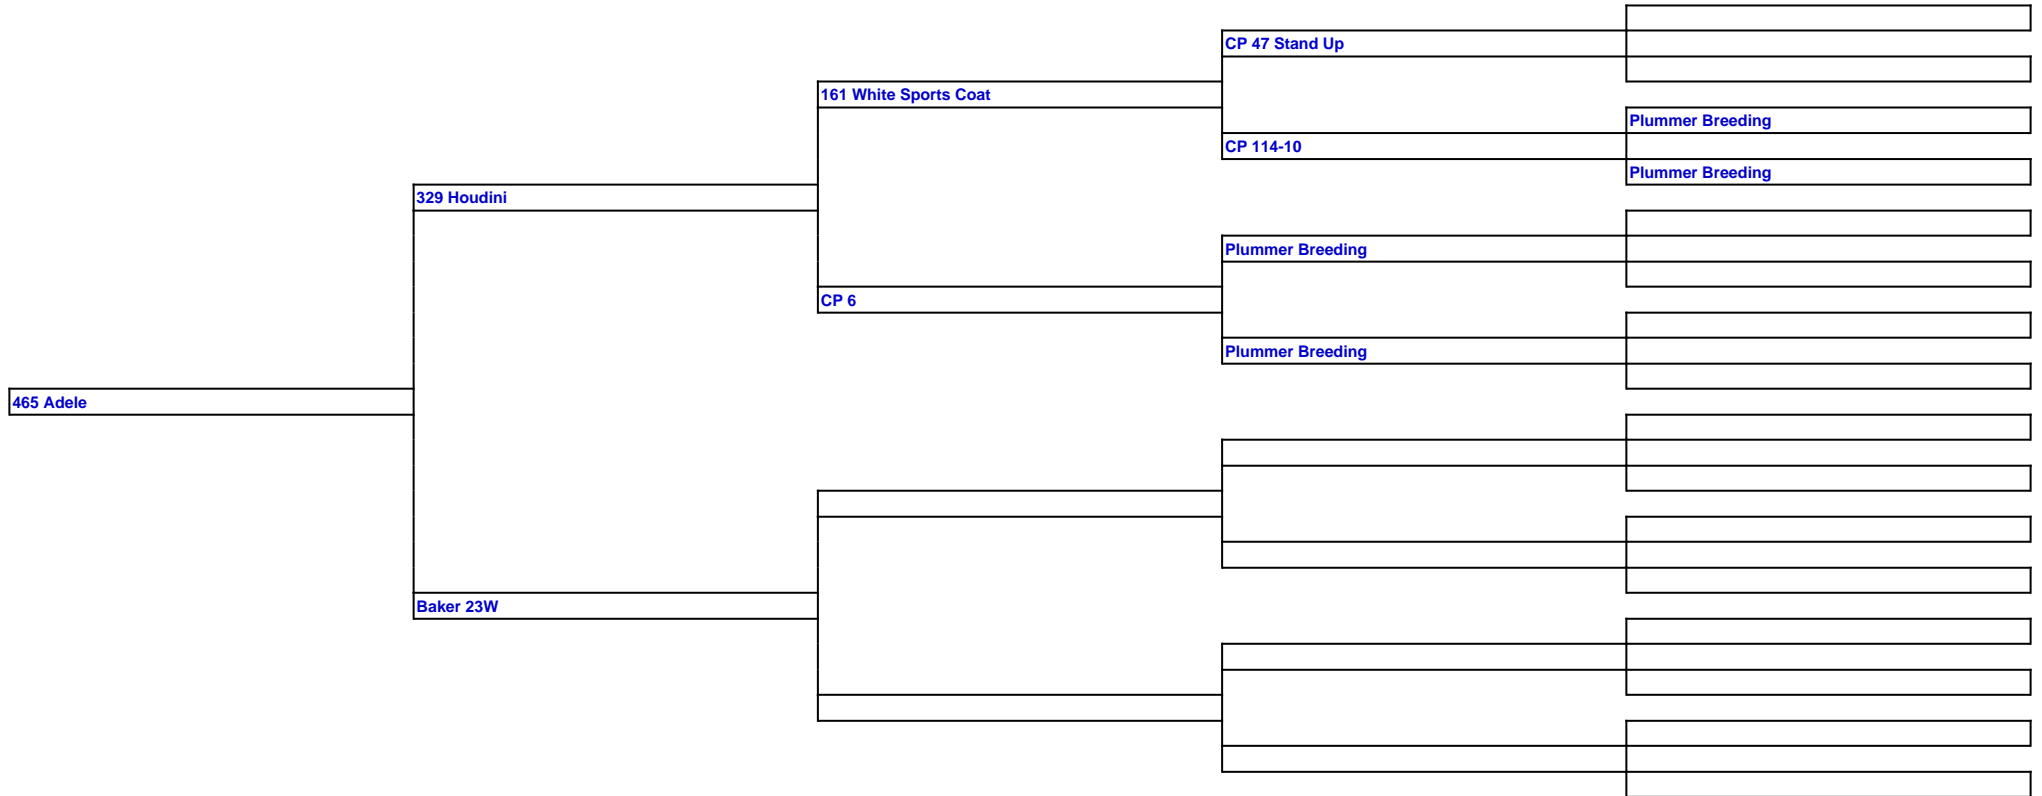 CP 47 Stand Up
161 White Sports Coat
Plummer Breeding
CP 114-10
Plummer Breeding
329 Houdini
Plummer Breeding
CP 6
Plummer Breeding
465 Adele
Baker 23W